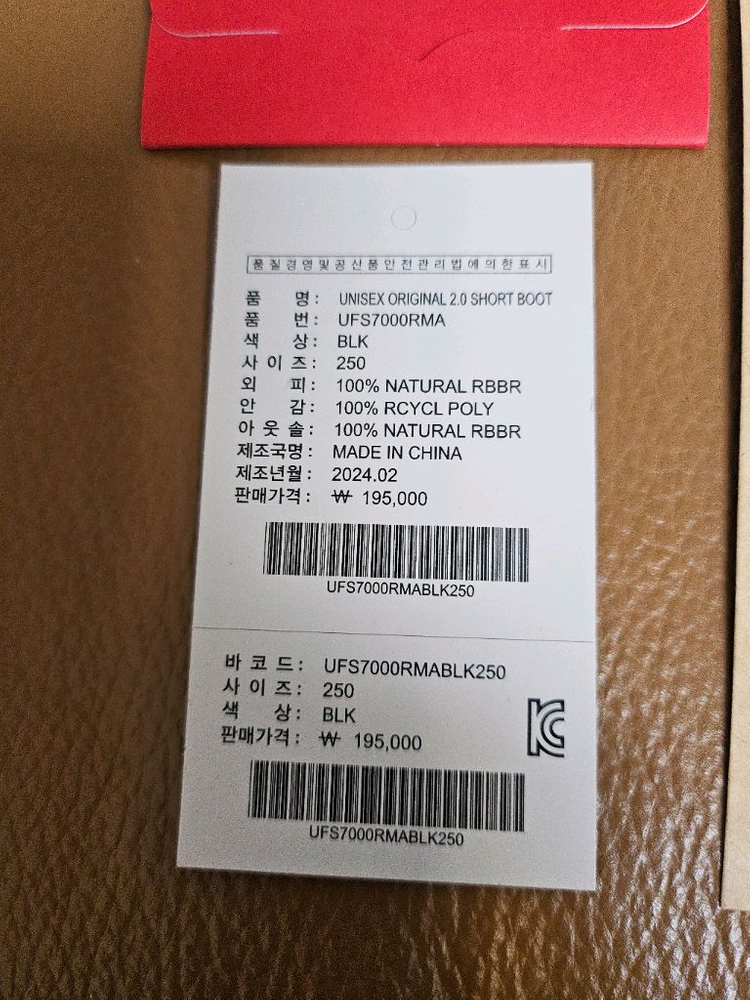 품질경영및공산품안전관리법에의한표시
품 명 : UNISEX ORIGINAL 2.0 SHORT BOOT
품 번 : UFS7000RMA
색 상 : BLK
사 이 즈 : 250
외 피 : 100% NATURAL RBBR
안 감 : 100% RCYCL POLY
아 웃 솔 : 100% NATURAL RBBR
제조국명 : MADE IN CHINA
제조년월 : 2024.02
판매가격 : ₩ 195,000
UFS7000RMABLK250
바 코 드 : UFS7000RMABLK250
사 이 즈 : 250
색 상 : BLK
판매가격 : ₩ 195,000
KC
UFS7000RMABLK250